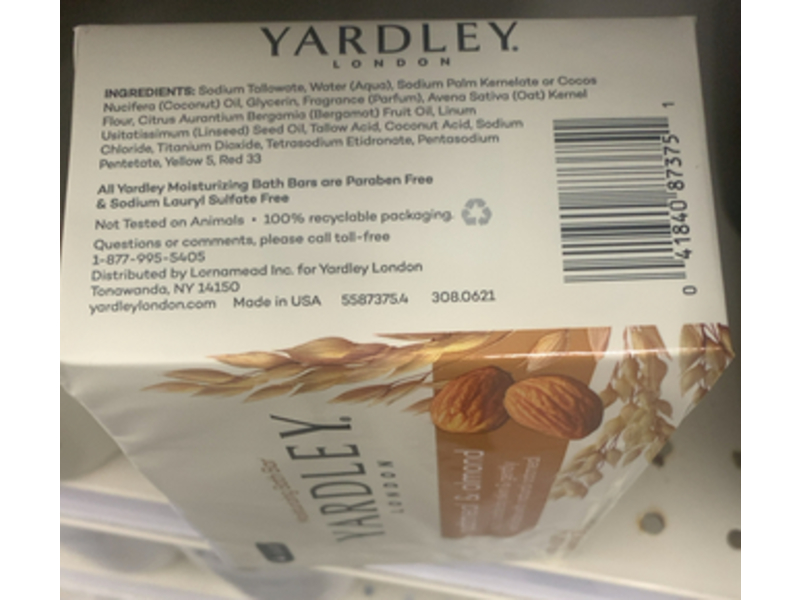 YARDLEY.
LONDON
INGREDIENTS: Sodium Tallowate, Water (Aqua), Sodium Palm Kernelate or Cocos
Nucifera (Coconut) Oil, Glycerin, Fragrance (Parfum), Avena Sativa (Oat) Kernel
Flour, Citrus Aurantium Bergamia (Bergamot) Fruit Oil, Linum
Usitatissimum (Linseed) Seed Oil, Tallow Acid, Coconut Acid, Sodium
Chloride, Titanium Dioxide, Tetrasodium Etidronate, Pentasodium
Pentetate, Yellow 5, Red 33
All Yardley Moisturizing Bath Bars are Paraben Free
& Sodium Lauryl Sulfate Free
Not Tested on Animals • 100% recyclable packaging.
Questions or comments, please call toll-free
1-877-995-5405
Distributed by Lornamead Inc. for Yardley London
Tonawanda, NY 14150
yardleylondon.com Made in USA 5587375.4 308.0621
0 41840 87375 1
YARDLEY.
LONDON
oatmeal & almond